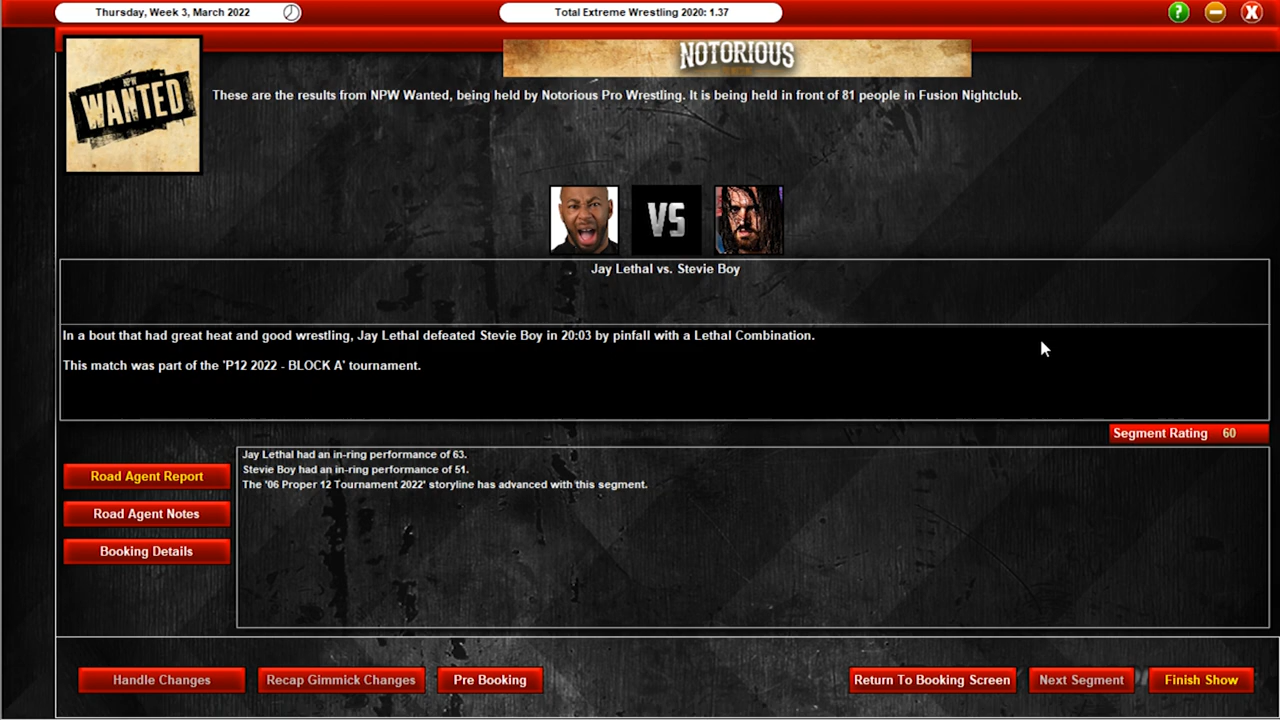 Thursday, Week 3, March 2022
Total Extreme Wrestling 2020: 1.37
?
X
NPW
WANTED
NOTORIOUS
These are the results from NPW Wanted, being held by Notorious Pro Wrestling. It is being held in front of 81 people in Fusion Nightclub.
VS
Jay Lethal vs. Stevie Boy
In a bout that had great heat and good wrestling, Jay Lethal defeated Stevie Boy in 20:03 by pinfall with a Lethal Combination.
This match was part of the 'P12 2022 - BLOCK A' tournament.
Segment Rating 60
Jay Lethal had an in-ring performance of 63.
Stevie Boy had an in-ring performance of 51.
The '06 Proper 12 Tournament 2022' storyline has advanced with this segment.
Road Agent Report
Road Agent Notes
Booking Details
Handle Changes
Recap Gimmick Changes
Pre Booking
Return To Booking Screen
Next Segment
Finish Show